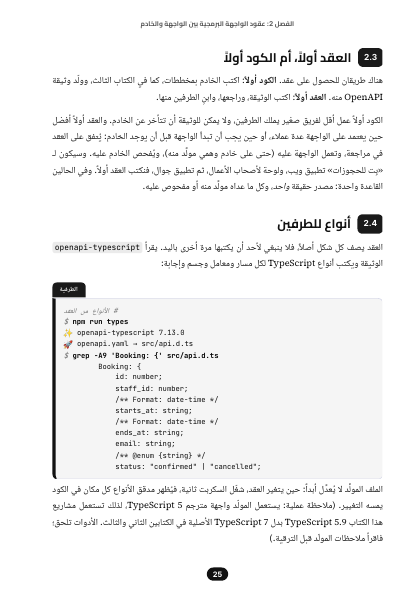 الفصل 2: عقود الواجهة البرمجية بين الواجهة والخادم
2.3 العقد أولاً، أم الكود أولاً
هناك طريقان للحصول على عقد. الكود أولاً: اكتب الخادم بمخططات، كما في الكتاب الثالث، وولّد وثيقة
OpenAPI منه. العقد أولاً: اكتب الوثيقة، وراجعها، وابنِ الطرفين منها.
الكود أولاً عمل أقل لفريق صغير يملك الطرفين، ولا يمكن للوثيقة أن تتأخر عن الخادم. والعقد أولاً أفضل
حين يعتمد على الواجهة عدة عملاء، أو حين يجب أن تبدأ الواجهة قبل أن يوجد الخادم: يُتفق على العقد
في مراجعة، وتعمل الواجهة عليه (حتى على خادم وهمي مولّد منه)، ويُفحص الخادم عليه. وسيكون لـ
«بِت للحجوزات» تطبيق ويب، ولوحة لأصحاب الأعمال، ثم تطبيق جوال، فنكتب العقد أولاً. وفي الحالين
القاعدة واحدة: مصدر حقيقة واحد، وكل ما عداه مولّد منه أو مفحوص عليه.
2.4 أنواع للطرفين
العقد يصف كل شكل أصلاً، فلا ينبغي لأحد أن يكتبها مرة أخرى باليد. يقرأ openapi-typescript
الوثيقة ويكتب أنواع TypeScript لكل مسار ومعامل وجسم وإجابة:
الطرفية
# الأنواع من العقد
$ npm run types
✨ openapi-typescript 7.13.0
🚀 openapi.yaml → src/api.d.ts
$ grep -A9 'Booking: {' src/api.d.ts
Booking: {
id: number;
staff_id: number;
/** Format: date-time */
starts_at: string;
/** Format: date-time */
ends_at: string;
email: string;
/** @enum {string} */
status: "confirmed" | "cancelled";
الملف المولّد لا يُعدَّل أبداً: حين يتغير العقد، شغّل السكربت ثانية، فيُظهر مدقق الأنواع كل مكان في الكود
يمسه التغيير. (ملاحظة عملية: يستعمل المولّد واجهة مترجم TypeScript 5، لذلك تستعمل مشاريع
هذا الكتاب TypeScript 5.9 بدل TypeScript 7 الأصلية في الكتابين الثاني والثالث. الأدوات تلحق؛
فاقرأ ملاحظات المولّد قبل الترقية.)
25